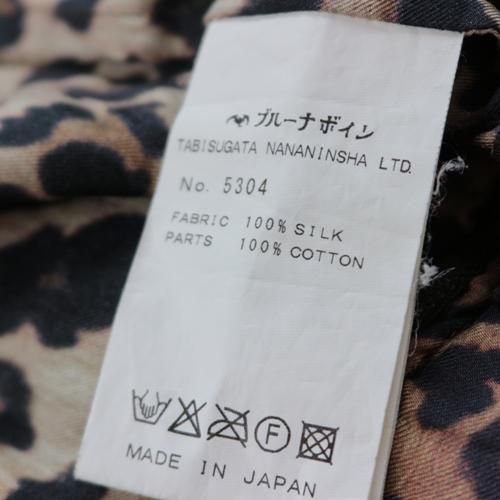 ブルーナボイン
TABISUGATA NANANINSHA LTD.
No. 5304
FABRIC 100% SILK
PARTS 100% COTTON
F
MADE IN JAPAN